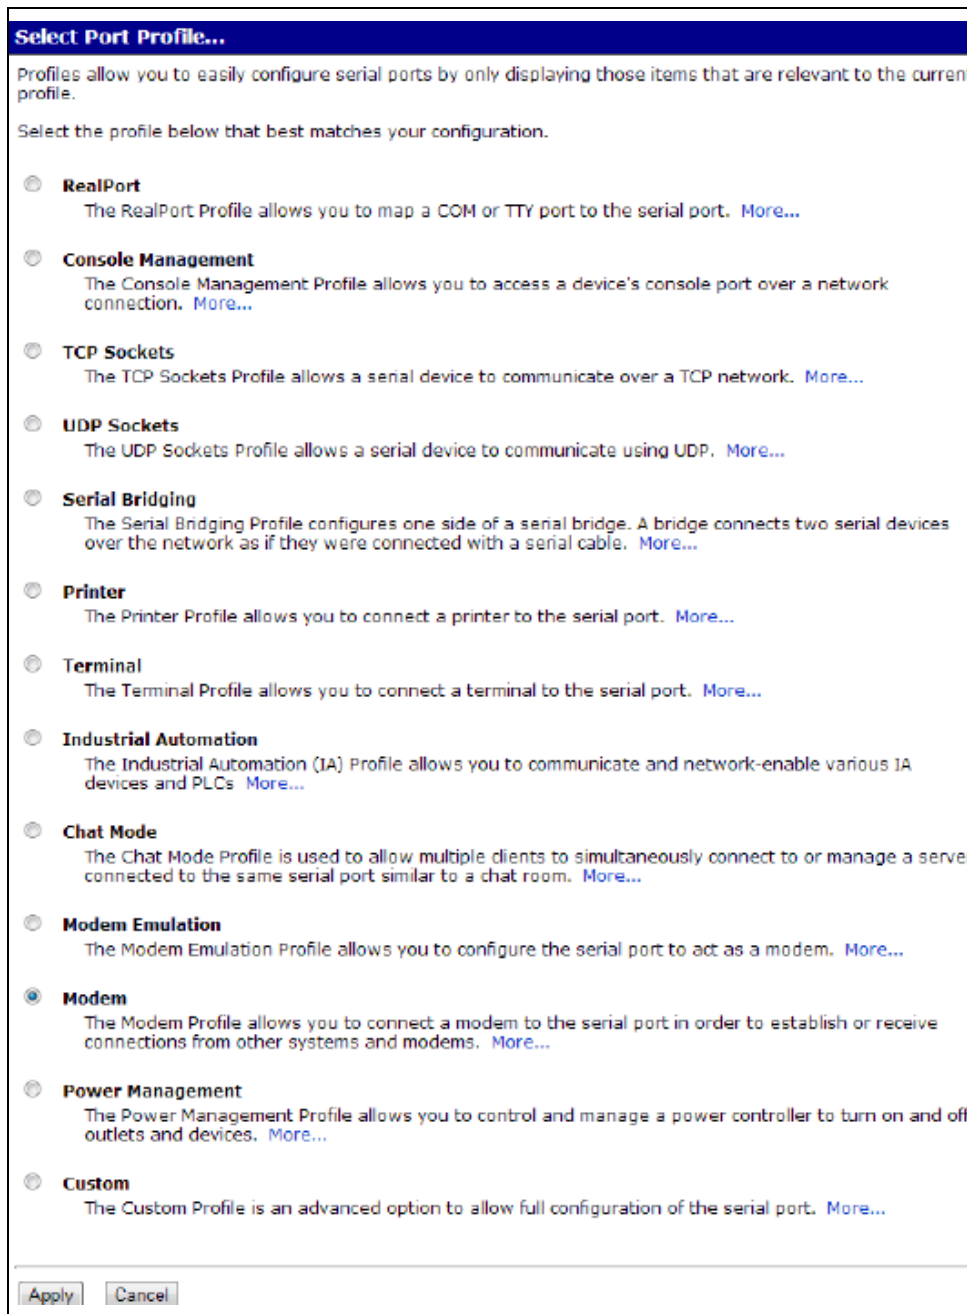 Select Port Profile...
Profiles allow you to easily configure serial ports by only displaying those items that are relevant to the current
profile.
Select the profile below that best matches your configuration.
RealPort
The RealPort Profile allows you to map a COM or TTY port to the serial port. More...
Console Management
The Console Management Profile allows you to access a device's console port over a network
connection. More...
TCP Sockets
The TCP Sockets Profile allows a serial device to communicate over a TCP network. More...
UDP Sockets
The UDP Sockets Profile allows a serial device to communicate using UDP. More...
Serial Bridging
The Serial Bridging Profile configures one side of a serial bridge. A bridge connects two serial devices
over the network as if they were connected with a serial cable. More...
Printer
The Printer Profile allows you to connect a printer to the serial port. More...
Terminal
The Terminal Profile allows you to connect a terminal to the serial port. More...
Industrial Automation
The Industrial Automation (IA) Profile allows you to communicate and network-enable various IA
devices and PLCs More...
Chat Mode
The Chat Mode Profile is used to allow multiple clients to simultaneously connect to or manage a server
connected to the same serial port similar to a chat room. More...
Modem Emulation
The Modem Emulation Profile allows you to configure the serial port to act as a modem. More...
Modem
The Modem Profile allows you to connect a modem to the serial port in order to establish or receive
connections from other systems and modems. More...
Power Management
The Power Management Profile allows you to control and manage a power controller to turn on and off
outlets and devices. More...
Custom
The Custom Profile is an advanced option to allow full configuration of the serial port. More...
Apply Cancel